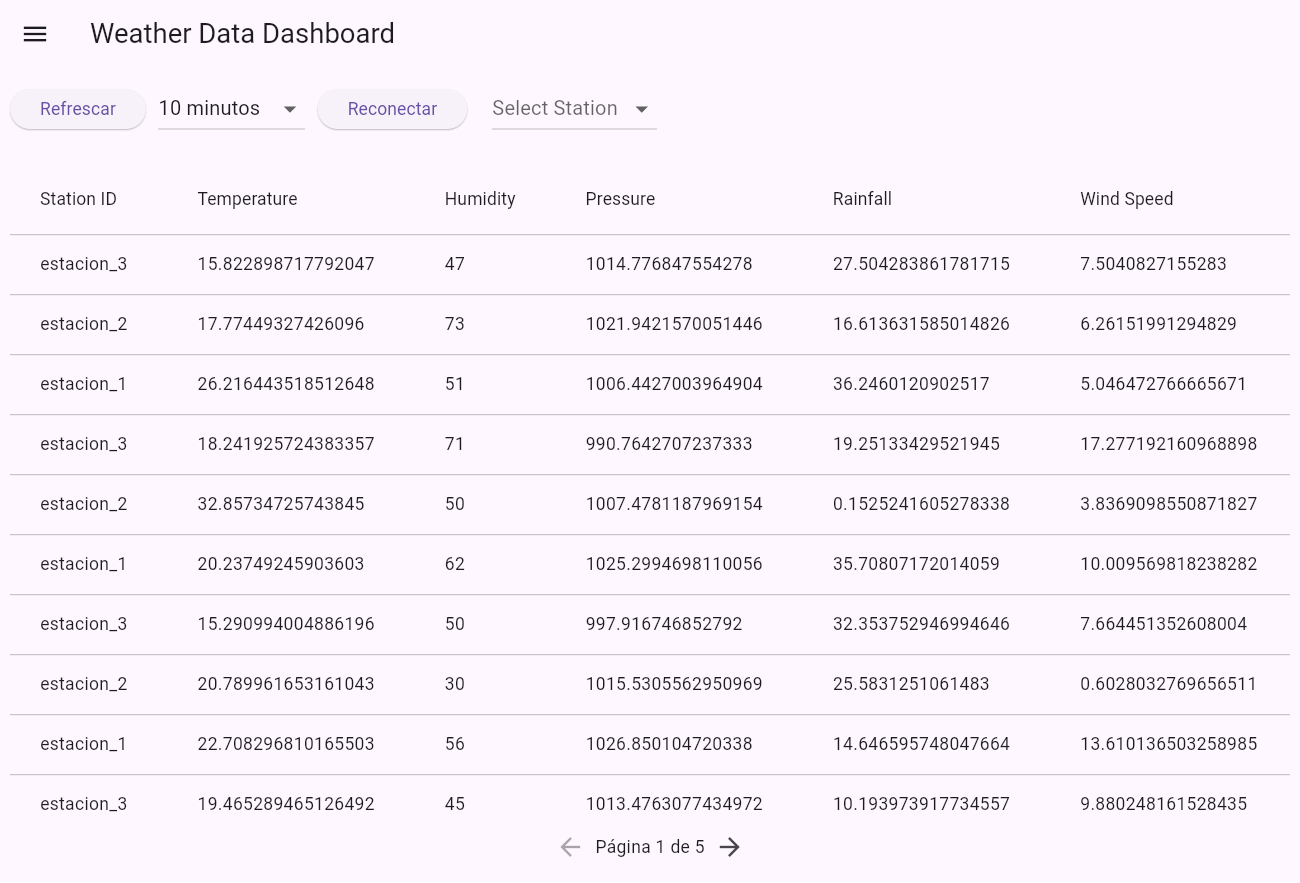 Weather Data Dashboard
Refrescar 10 minutos Reconectar Select Station
Station ID Temperature Humidity Pressure Rainfall Wind Speed
estacion_3 15.822898717792047 47 1014.776847554278 27.504283861781715 7.5040827155283
estacion_2 17.77449327426096 73 1021.9421570051446 16.613631585014826 6.26151991294829
estacion_1 26.216443518512648 51 1006.4427003964904 36.2460120902517 5.046472766665671
estacion_3 18.241925724383357 71 990.7642707237333 19.25133429521945 17.277192160968898
estacion_2 32.85734725743845 50 1007.4781187969154 0.1525241605278338 3.8369098550871827
estacion_1 20.23749245903603 62 1025.2994698110056 35.70807172014059 10.009569818238282
estacion_3 15.290994004886196 50 997.916746852792 32.353752946994646 7.664451352608004
estacion_2 20.789961653161043 30 1015.5305562950969 25.5831251061483 0.6028032769656511
estacion_1 22.708296810165503 56 1026.850104720338 14.646595748047664 13.610136503258985
estacion_3 19.465289465126492 45 1013.4763077434972 10.193973917734557 9.880248161528435
Página 1 de 5